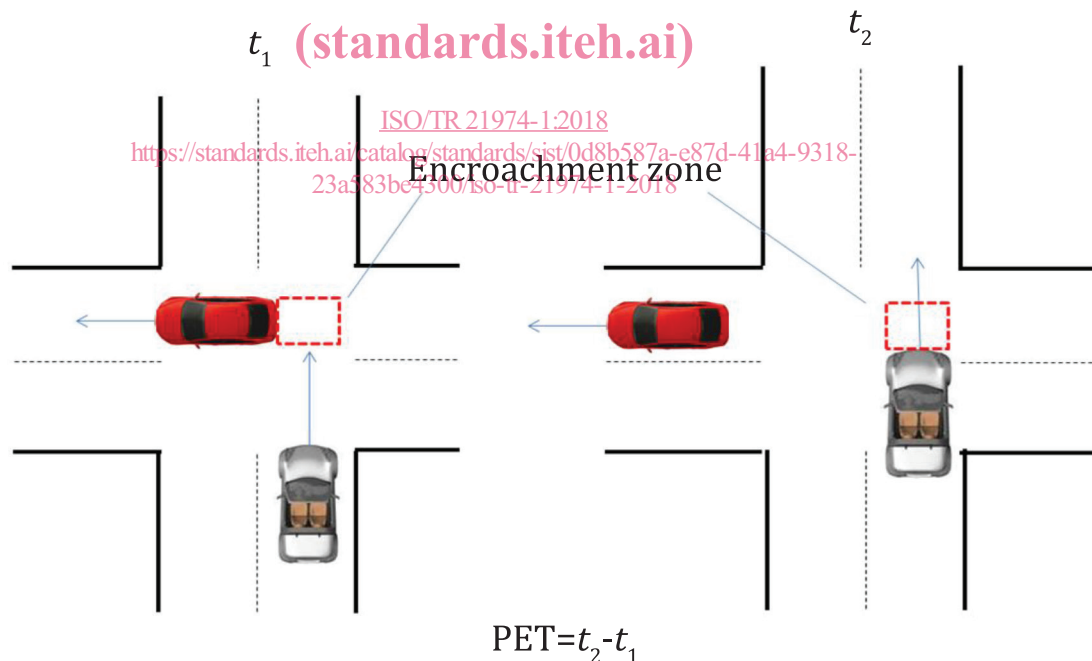 t1 (standards.iteh.ai) t2
ISO/TR 21974-1:2018
https://standards.iteh.ai/catalog/standards/sist/0d8b587a-e87d-41a4-9318-
Encroachment zone
23a583be4300/iso-tr-21974-1-2018
PET=t2-t1